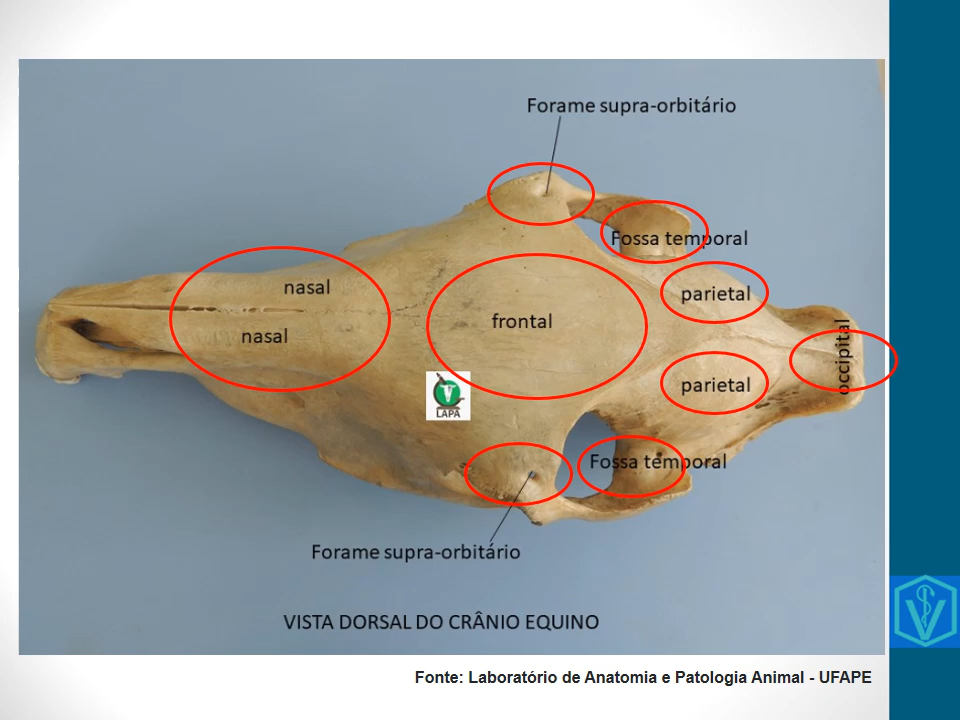 Forame supra-orbitário
Fossa temporal
nasal
parietal
frontal
nasal
occipital
parietal
LAPA
Fossa temporal
Forame supra-orbitário
VISTA DORSAL DO CRÂNIO EQUINO
Fonte: Laboratório de Anatomia e Patologia Animal - UFAPE